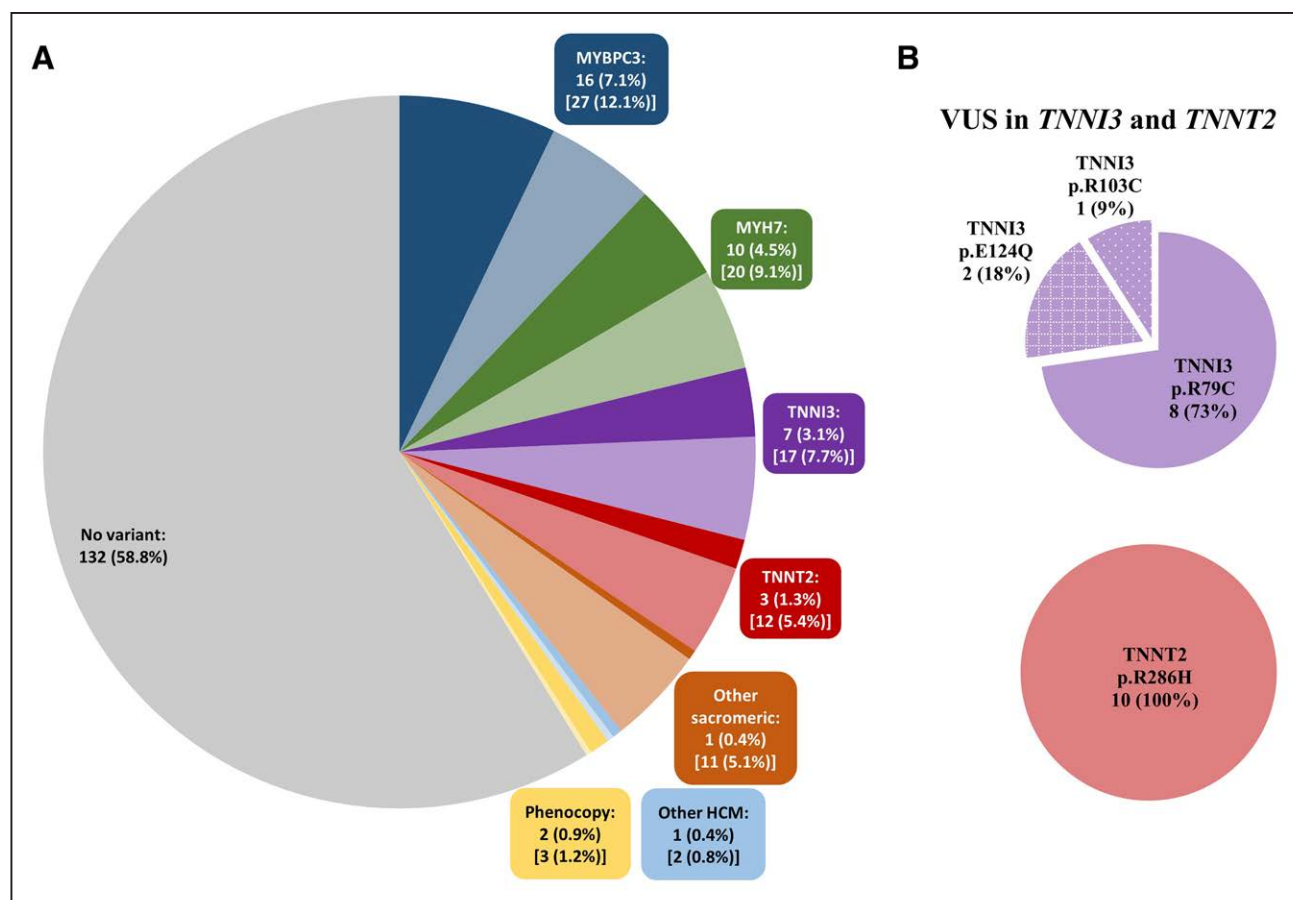 A
MYBPC3:
16 (7.1%)
[27 (12.1%)]
MYH7:
10 (4.5%)
[20 (9.1%)]
TNNI3:
7 (3.1%)
[17 (7.7%)]
TNNT2:
3 (1.3%)
[12 (5.4%)]
Other
sacromeric:
1 (0.4%)
[11 (5.1%)]
Other HCM:
1 (0.4%)
[2 (0.8%)]
Phenocopy:
2 (0.9%)
[3 (1.2%)]
No variant:
132 (58.8%)
B
VUS in TNNI3 and TNNT2
TNNI3
p.R103C
1 (9%)
TNNI3
p.E124Q
2 (18%)
TNNI3
p.R79C
8 (73%)
TNNT2
p.R286H
10 (100%)